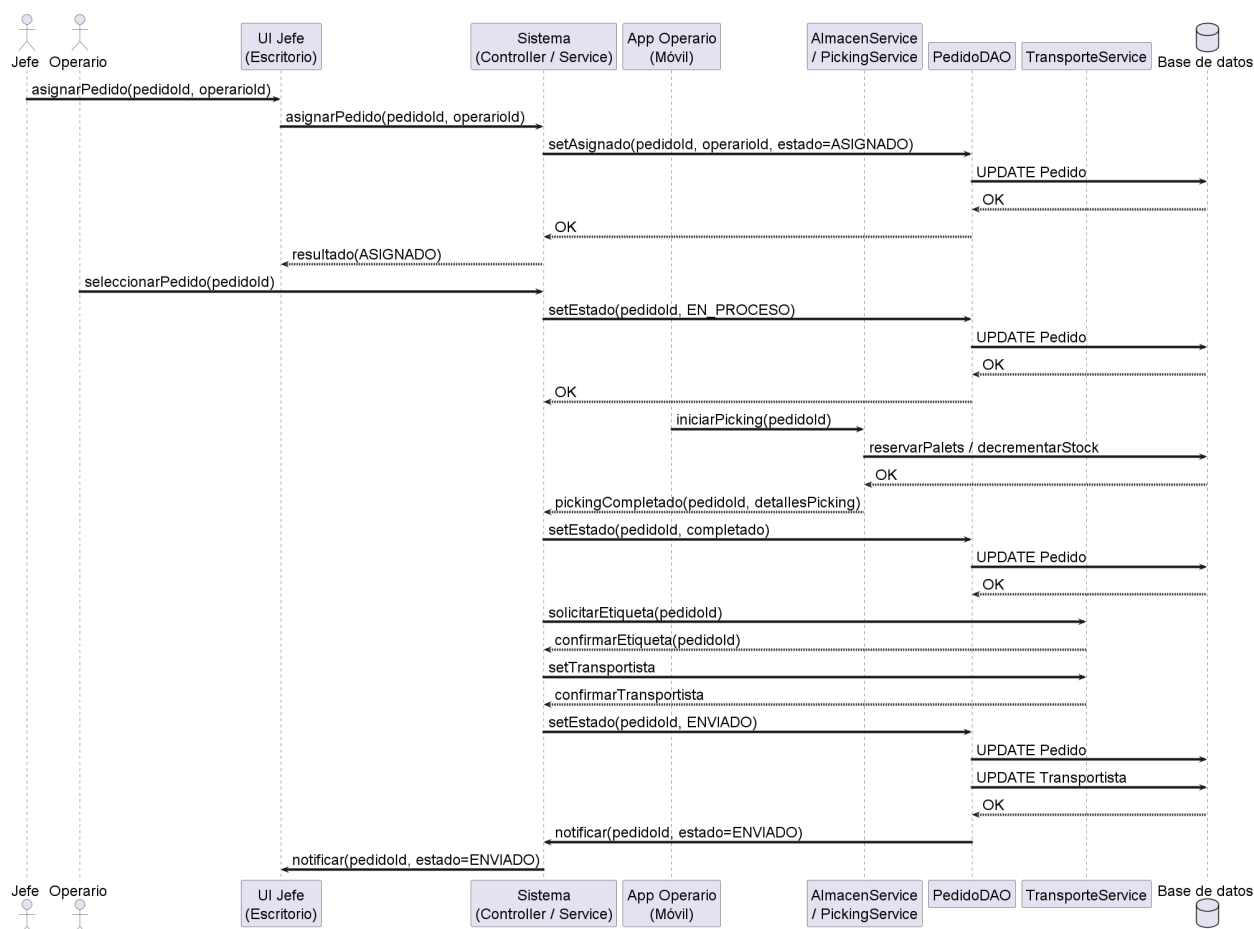 Jefe
Operario
UI Jefe
(Escritorio)
Sistema
(Controller / Service)
App Operario
(Móvil)
AlmacenService
/ PickingService
PedidoDAO
TransporteService
Base de datos
asignarPedido(pedidoId, operarioId)
asignarPedido(pedidoId, operarioId)
setAsignado(pedidoId, operarioId, estado=ASIGNADO)
UPDATE Pedido
OK
OK
resultado(ASIGNADO)
seleccionarPedido(pedidoId)
setEstado(pedidoId, EN_PROCESO)
UPDATE Pedido
OK
OK
iniciarPicking(pedidoId)
reservarPalets / decrementarStock
OK
pickingCompletado(pedidoId, detallesPicking)
setEstado(pedidoId, completado)
UPDATE Pedido
OK
solicitarEtiqueta(pedidoId)
confirmarEtiqueta(pedidoId)
setTransportista
confirmarTransportista
setEstado(pedidoId, ENVIADO)
UPDATE Pedido
UPDATE Transportista
OK
notificar(pedidoId, estado=ENVIADO)
notificar(pedidoId, estado=ENVIADO)
Jefe
Operario
UI Jefe
(Escritorio)
Sistema
(Controller / Service)
App Operario
(Móvil)
AlmacenService
/ PickingService
PedidoDAO
TransporteService
Base de datos